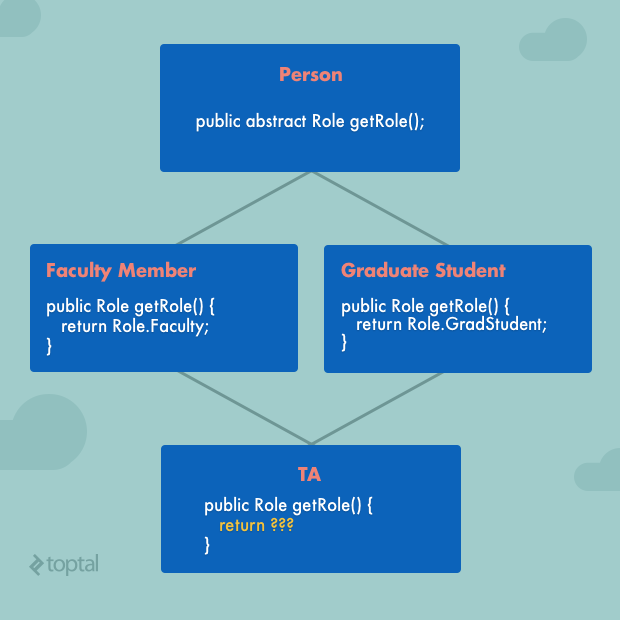 Person
public abstract Role getRole();
Faculty Member
public Role getRole() {
return Role.Faculty;
}
Graduate Student
public Role getRole() {
return Role.GradStudent;
}
TA
public Role getRole() {
return ???
}
toptal